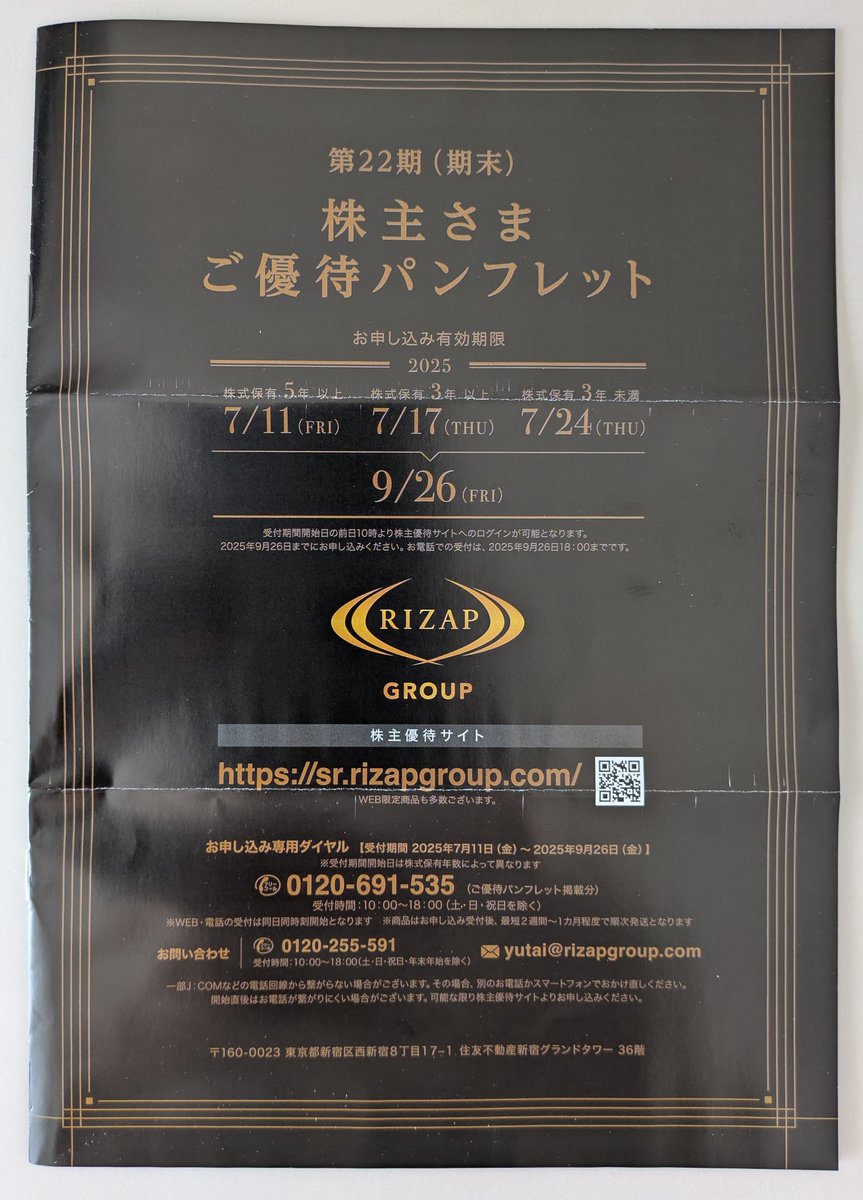 第22期（期末）
株主さま
ご優待パンフレット
お申し込み有効期限
2025
株式保有 5年 以上　株式保有 3年 以上　株式保有 3年 未満
7/11(FRI)　7/17(THU)　7/24(THU)
9/26(FRI)
受付期間開始日の前日10時より株主優待サイトへのログインが可能となります。
2025年9月26日までにお申し込みください。お電話での受付は、2025年9月26日18：00までです。
RIZAP
GROUP
株主優待サイト
https://sr.rizapgroup.com/
WEB限定商品も多数ございます。
お申し込み専用ダイヤル 【受付期間 2025年7月11日（金）～2025年9月26日（金）】
※受付期間開始日は株式保有年数によって異なります
フリーコール 0120-691-535（ご優待パンフレット掲載分）
受付時間：10：00～18：00（土・日・祝日を除く）
※WEB・電話の受付は同日同時刻開始となります　※商品はお申し込み受付後、最短2週間～1カ月程度で順次発送となります
お問い合わせ　フリーコール 0120-255-591　yutai@rizapgroup.com
受付時間：10：00～18：00（土・日・祝日・年末年始を除く）
一部J：COMなどの電話回線から繋がらない場合がございます。その場合、別のお電話かスマートフォンでおかけ直しください。
開始直後はお電話が繋がりにくい場合がございます。可能な限り株主優待サイトよりお申し込みください。
〒160-0023 東京都新宿区西新宿8丁目17-1 住友不動産新宿グランドタワー 36階